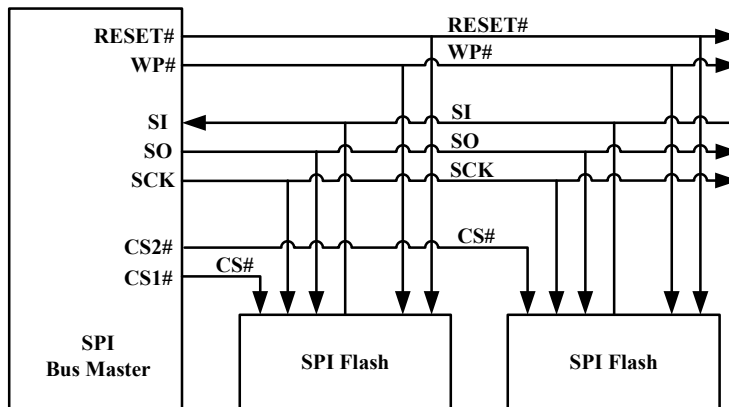 RESET#
RESET#
WP#
WP#
SI
SI
SO
SO
SCK
SCK
CS2#
CS#
CS1#
CS#
SPI
Bus Master
SPI Flash
SPI Flash